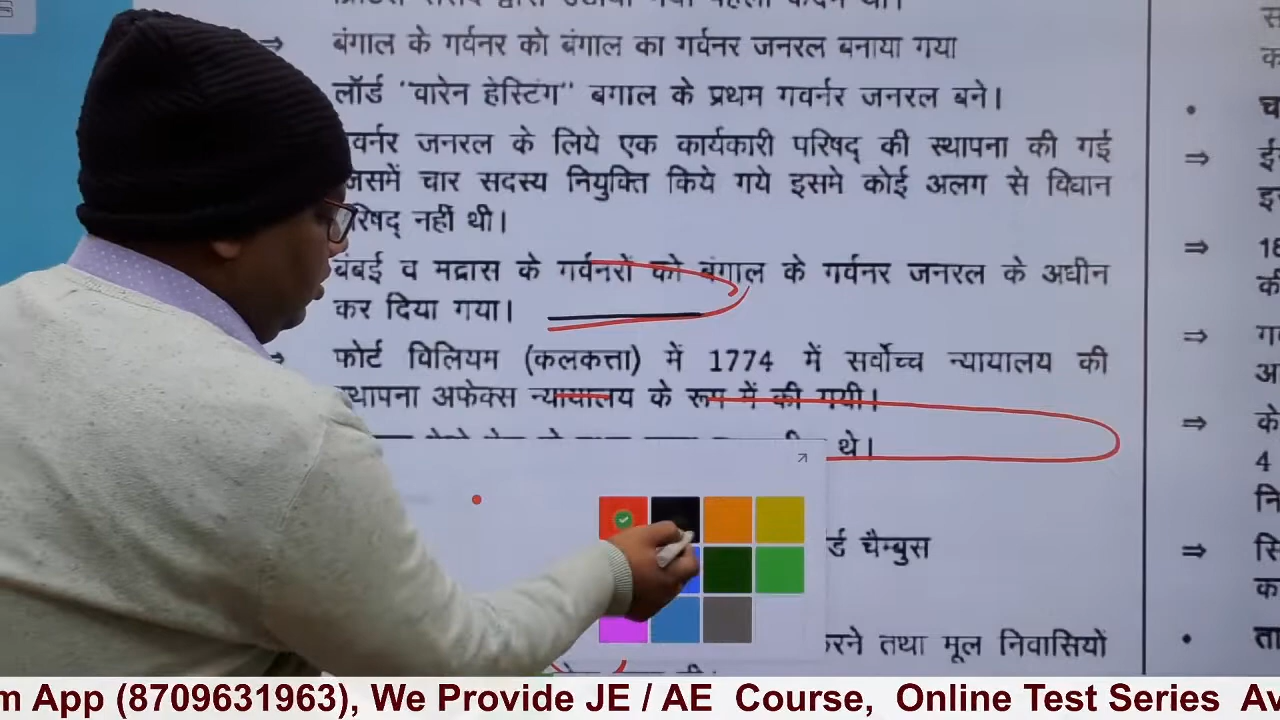 बंगाल के गर्वनर को बंगाल का गर्वनर जनरल बनाया गया
लॉर्ड "वारेन हेस्टिंग" बगाल के प्रथम गवर्नर जनरल बने।
वर्नर जनरल के लिये एक कार्यकारी परिषद् की स्थापना की गई
जिसमें चार सदस्य नियुक्ति किये गये इसमे कोई अलग से विधान
रिषद् नहीं थी।
बंबई व मद्रास के गर्वनरों को बंगाल के गर्वनर जनरल के अधीन
कर दिया गया।
फोर्ट विलियम (कलकत्ता) में 1774 में सर्वोच्च न्यायालय की
थापना अफेक्स न्यायालय के रूप में की गयी।
थे।
र्ड चैम्बुस
रने तथा मूल निवासियों
थी।
18
की
के
4
नि
सि
क
m App (8709631963), We Provide JE / AE Course, Online Test Series Av